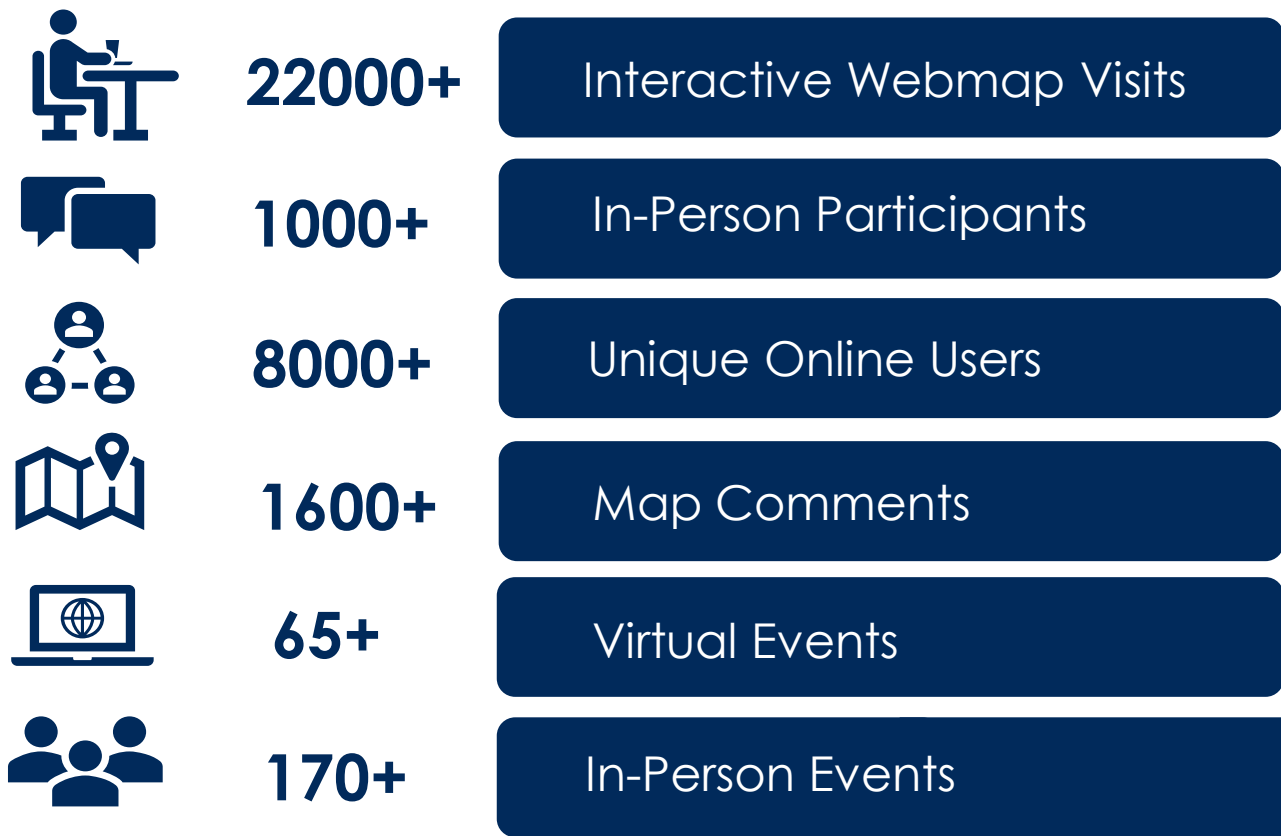 22000+ Interactive Webmap Visits
1000+ In-Person Participants
8000+ Unique Online Users
1600+ Map Comments
65+ Virtual Events
170+ In-Person Events